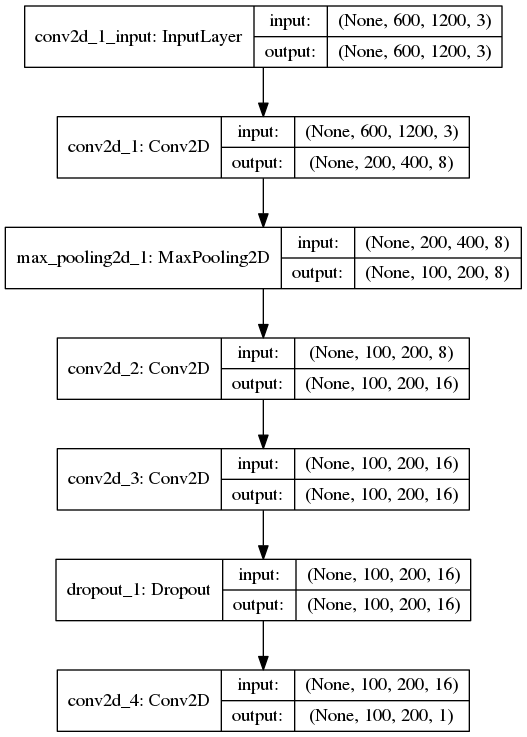 conv2d_1_input: InputLayer
input: (None, 600, 1200, 3)
output: (None, 600, 1200, 3)
conv2d_1: Conv2D
input: (None, 600, 1200, 3)
output: (None, 200, 400, 8)
max_pooling2d_1: MaxPooling2D
input: (None, 200, 400, 8)
output: (None, 100, 200, 8)
conv2d_2: Conv2D
input: (None, 100, 200, 8)
output: (None, 100, 200, 16)
conv2d_3: Conv2D
input: (None, 100, 200, 16)
output: (None, 100, 200, 16)
dropout_1: Dropout
input: (None, 100, 200, 16)
output: (None, 100, 200, 16)
conv2d_4: Conv2D
input: (None, 100, 200, 16)
output: (None, 100, 200, 1)